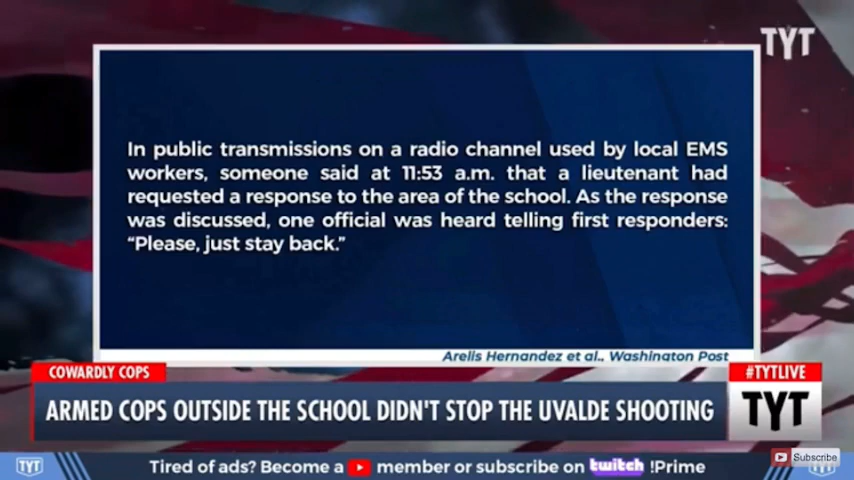 TYT
In public transmissions on a radio channel used by local EMS
workers, someone said at 11:53 a.m. that a lieutenant had
requested a response to the area of the school. As the response
was discussed, one official was heard telling first responders:
“Please, just stay back.”
Arelis Hernandez et al., Washington Post
COWARDLY COPS
#TYTLIVE
ARMED COPS OUTSIDE THE SCHOOL DIDN'T STOP THE UVALDE SHOOTING
TYT
TYT
Tired of ads? Become a member or subscribe on twitch !Prime
Subscribe
TYT